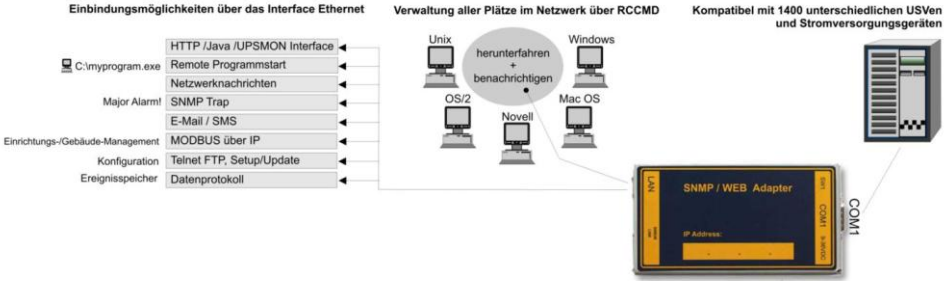 Einbindungsmöglichkeiten über das Interface Ethernet
HTTP /Java /UPSMON Interface
C:\myprogram.exe
Remote Programmstart
Netzwerknachrichten
Major Alarm!
SNMP Trap
E-Mail / SMS
Einrichtungs-/Gebäude-Management
MODBUS über IP
Konfiguration
Telnet FTP, Setup/Update
Ereignisspeicher
Datenprotokoll
Verwaltung aller Plätze im Netzwerk über RCCMD
Unix
Windows
herunterfahren
+
benachrichtigen
OS/2
Mac OS
Novell
Kompatibel mit 1400 unterschiedlichen USVen
und Stromversorgungsgeräten
LAN
SNMP / WEB Adapter
IP Address:
COM1
COM1